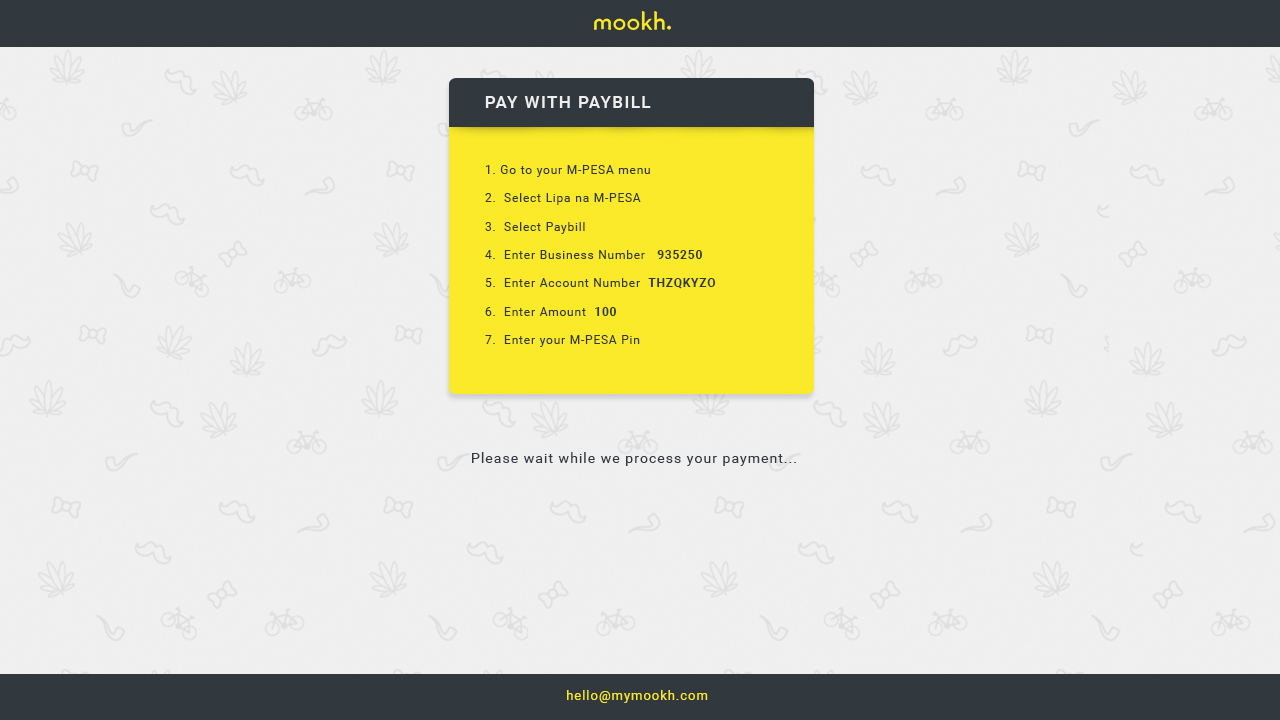 mookh.
PAY WITH PAYBILL
1. Go to your M-PESA menu
2. Select Lipa na M-PESA
3. Select Paybill
4. Enter Business Number 935250
5. Enter Account Number THZQKYZO
6. Enter Amount 100
7. Enter your M-PESA Pin
Please wait while we process your payment...
hello@mymookh.com